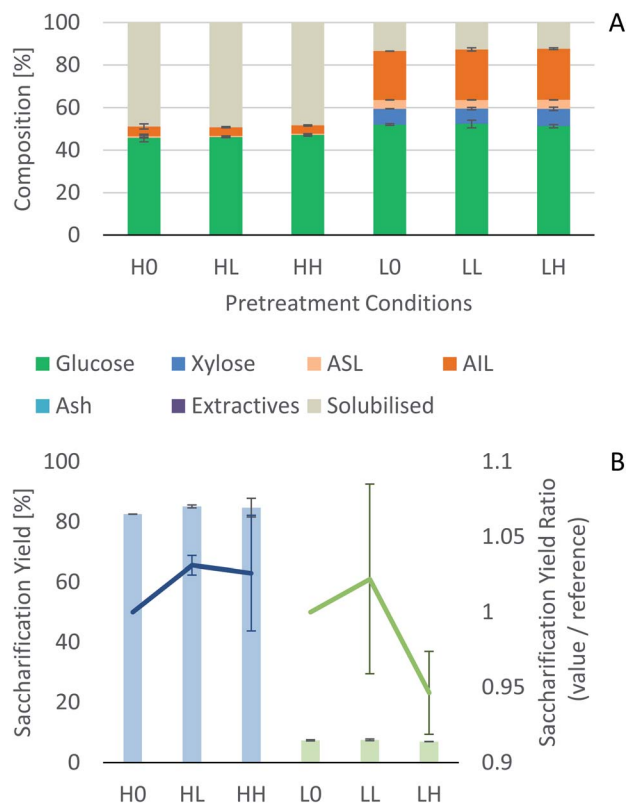 A
Composition [%]
100
80
60
40
20
0
H0 HL HH L0 LL LH
Pretreatment Conditions
Glucose Xylose ASL AIL
Ash Extractives Solubilised
B
Saccharification Yield [%]
100
80
60
40
20
0
1.1
1.05
1
0.95
0.9
Saccharification Yield Ratio
(value / reference)
H0 HL HH L0 LL LH